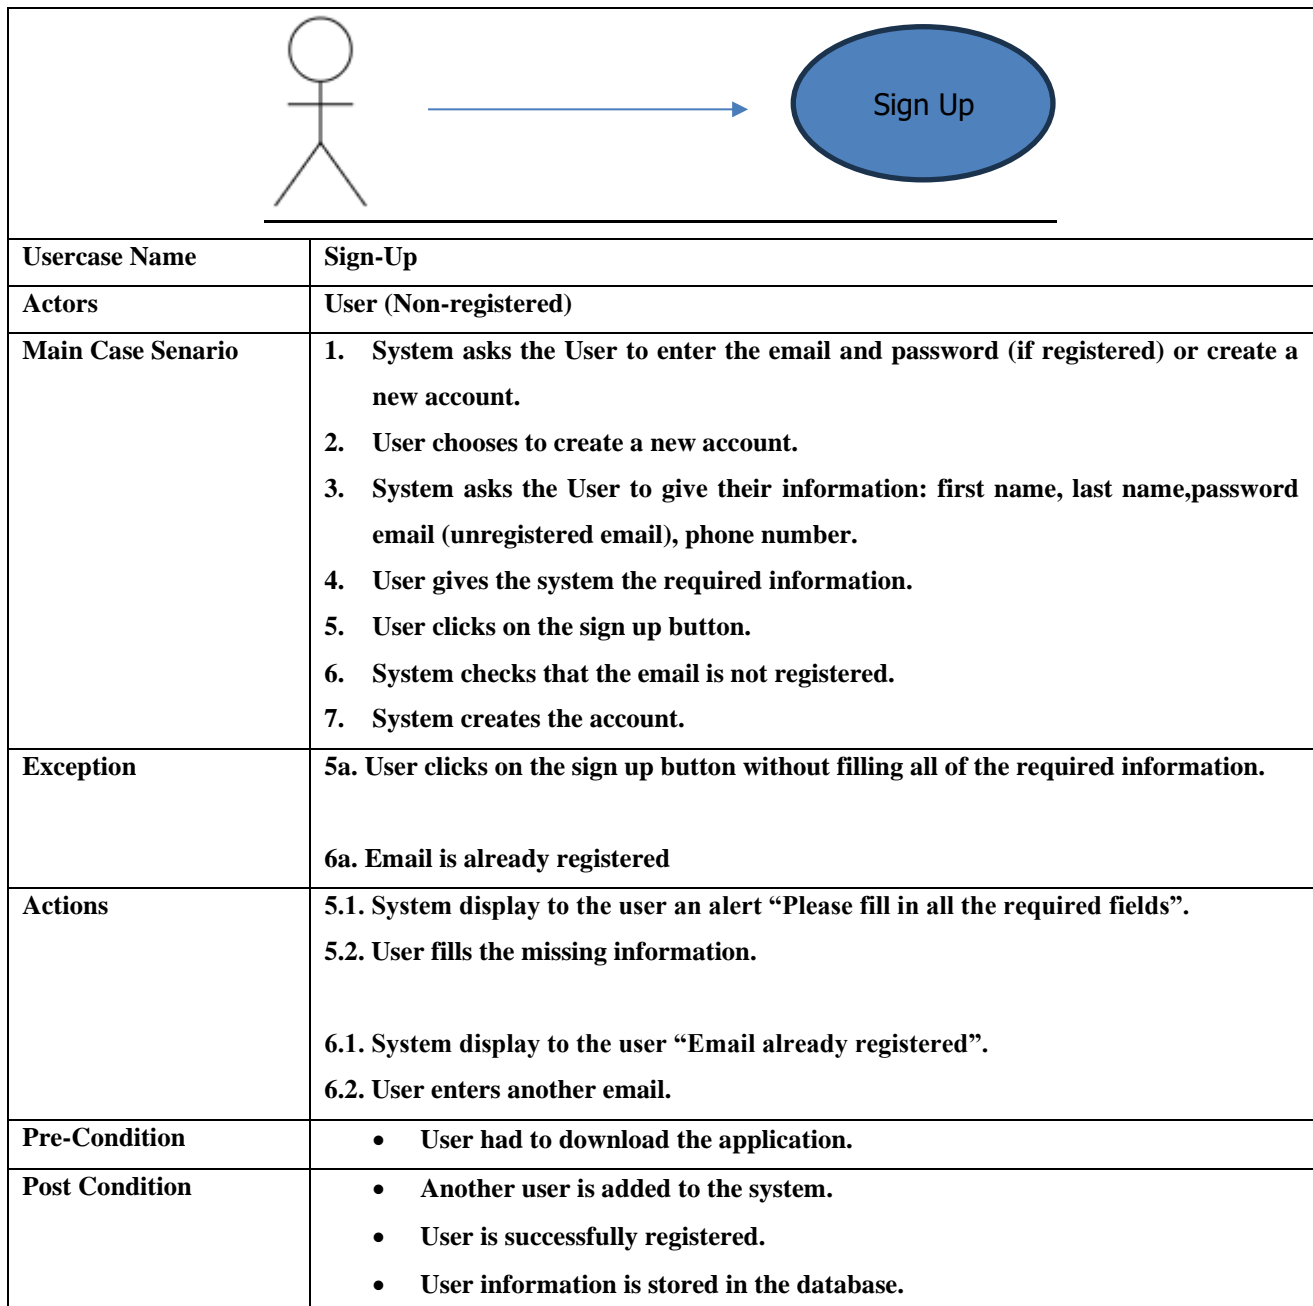 Sign Up
Usercase Name
Sign-Up
Actors
User (Non-registered)
Main Case Senario
1. System asks the User to enter the email and password (if registered) or create a
new account.
2. User chooses to create a new account.
3. System asks the User to give their information: first name, last name,password
email (unregistered email), phone number.
4. User gives the system the required information.
5. User clicks on the sign up button.
6. System checks that the email is not registered.
7. System creates the account.
Exception
5a. User clicks on the sign up button without filling all of the required information.
6a. Email is already registered
Actions
5.1. System display to the user an alert “Please fill in all the required fields”.
5.2. User fills the missing information.
6.1. System display to the user “Email already registered”.
6.2. User enters another email.
Pre-Condition
• User had to download the application.
Post Condition
• Another user is added to the system.
• User is successfully registered.
• User information is stored in the database.